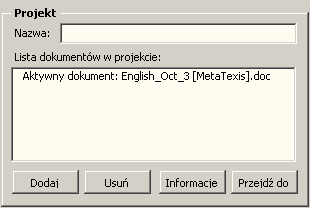 Projekt
Nazwa:
Lista dokumentów w projekcie:
Aktywny dokument: English_Oct_3 [MetaTexis].doc
Dodaj Usuń Informacje Przejdź do